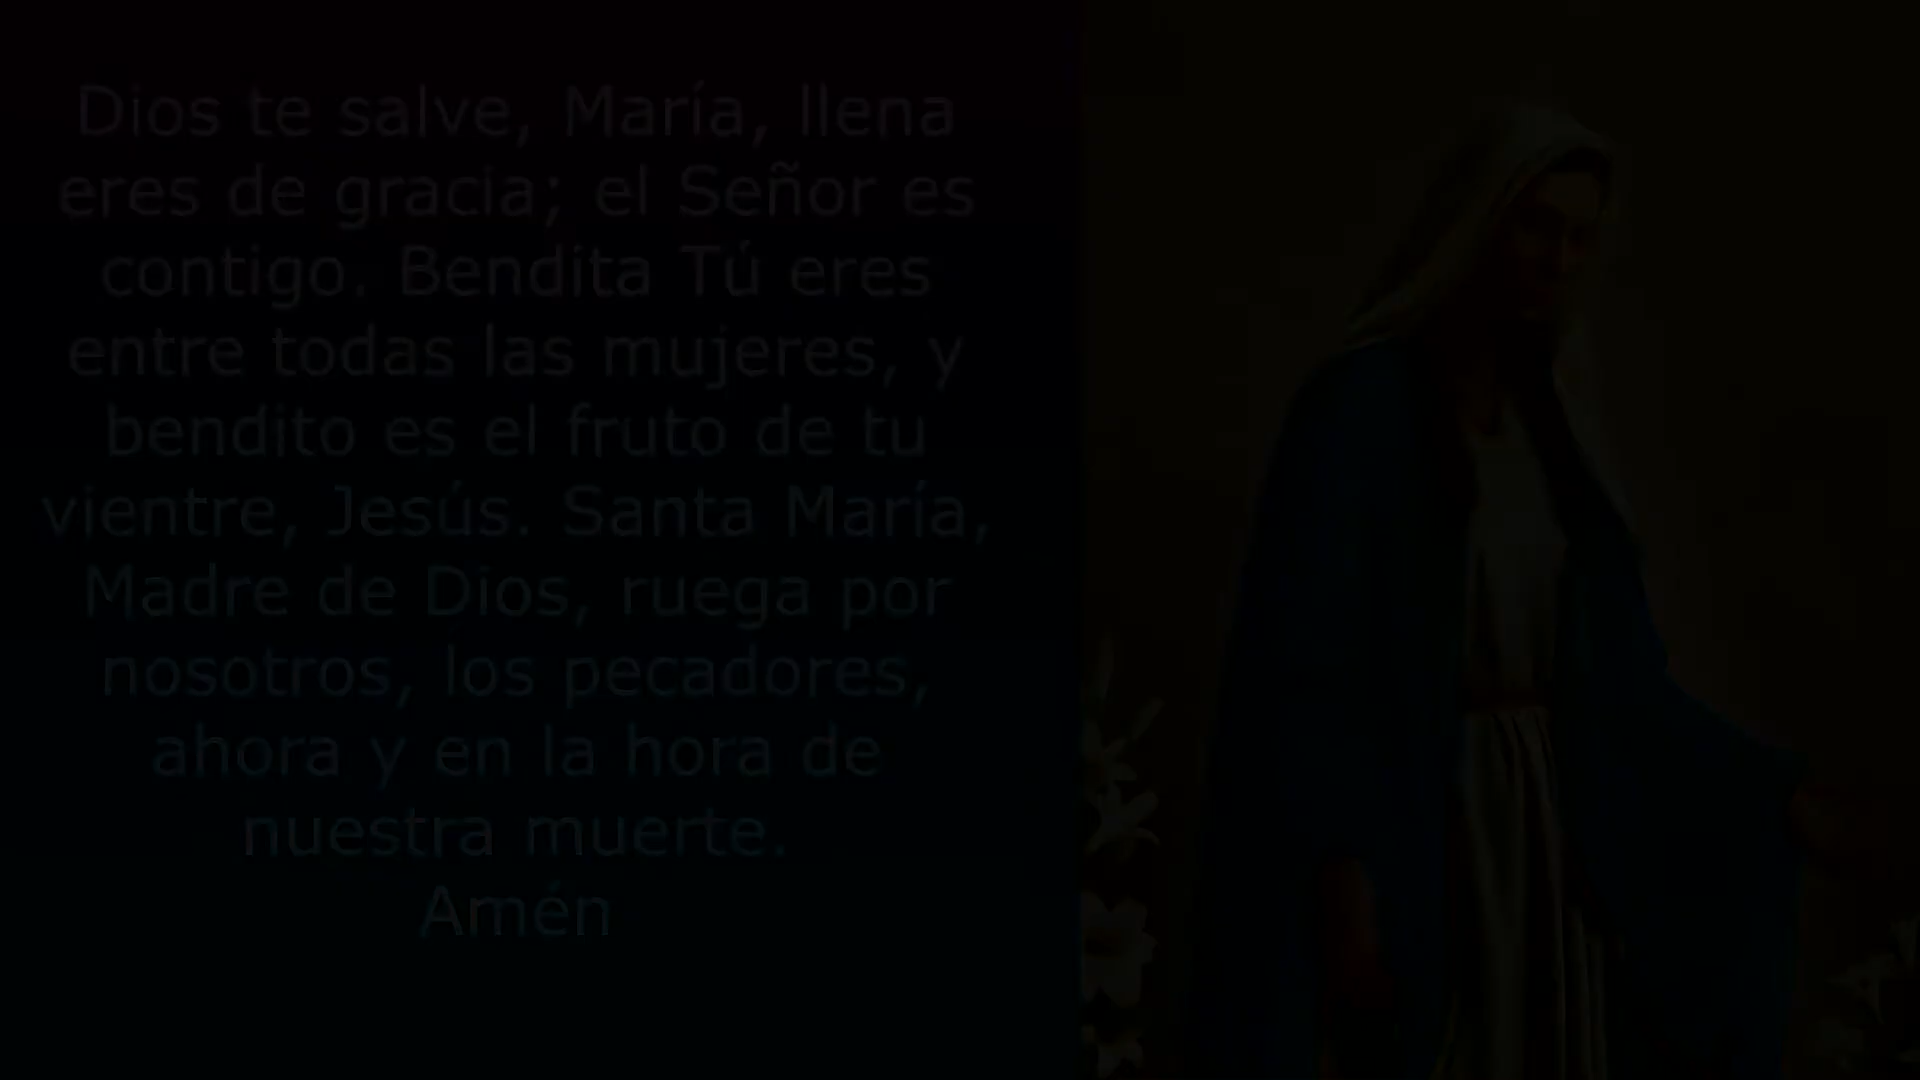 Dios te salve, María, llena
eres de gracia; el Señor es
contigo. Bendita Tú eres
entre todas las mujeres, y
bendito es el fruto de tu
vientre, Jesús. Santa María,
Madre de Dios, ruega por
nosotros, los pecadores,
ahora y en la hora de
nuestra muerte.
Amén